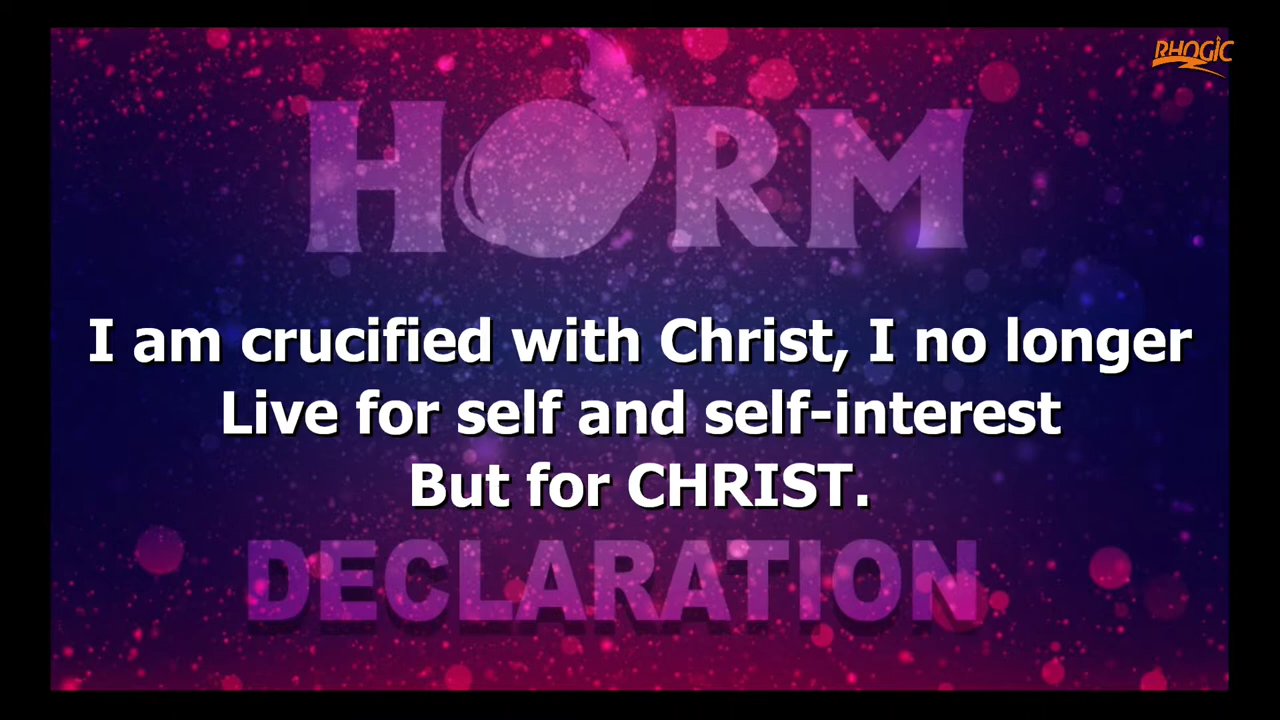 RHOGIC
HORM
I am crucified with Christ, I no longer
Live for self and self-interest
But for CHRIST.
DECLARATION